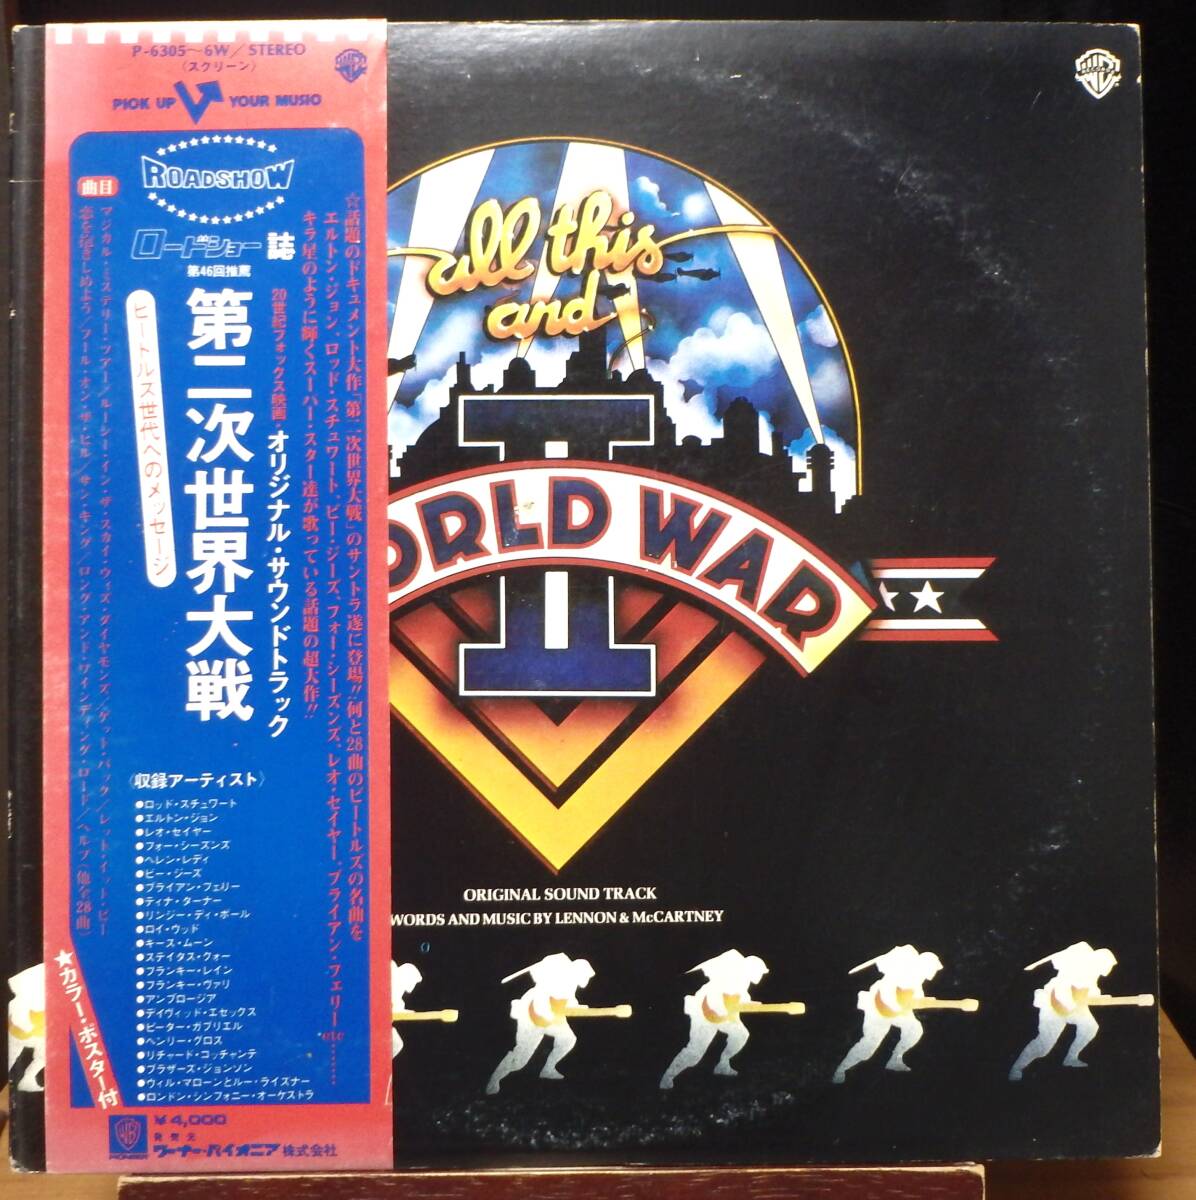 P-6305〜6W／STEREO
〈スクリーン〉
PICK UP YOUR MUSIC
ROADSHOW
ロードショー誌
第46回推薦
☆話題のドキュメント大作「第二次世界大戦」のサントラ遂に登場!!何と28曲のビートルズの名曲を
エルトン・ジョン、ロッド・スチュワート、ビー・ジーズ、フォー・シーズンズ、レオ・セイヤー、ブライアン・フェリーetc……
キラ星のように輝くスーパー・スター達が歌っている話題の超大作!!
20世紀フォックス映画・オリジナル・サウンドトラック
第二次世界大戦
ビートルズ世代へのメッセージ
曲目
マジカル・ミステリー・ツアー／ルーシー・イン・ザ・スカイ・ウィズ・ダイヤモンズ／ゲット・バック／レット・イット・ビー
恋を抱きしめよう／フール・オン・ザ・ヒル／サン・キング／ロング・アンド・ワインディング・ロード／ヘルプ（他全28曲）
〈収録アーティスト〉
●ロッド・スチュワート
●エルトン・ジョン
●レオ・セイヤー
●フォー・シーズンズ
●ヘレン・レディ
●ビー・ジーズ
●ブライアン・フェリー
●ティナ・ターナー
●リンジー・ディ・ポール
●ロイ・ウッド
●キース・ムーン
●ステイタス・クォー
●フランキー・レイン
●フランキー・ヴァリ
●アンブロージア
●デイヴィッド・エセックス
●ピーター・ガブリエル
●ヘンリー・グロス
●リチャード・コッチャンテ
●ブラザース・ジョンソン
●ウィル・マローンとルー・ライズナー
●ロンドン・シンフォニー・オーケストラ
★カラー・ポスター付
PIONEER
¥4,000
発売元
ワーナー・パイオニア株式会社
all this
and
ORLD WAR
II
ORIGINAL SOUND TRACK
WORDS AND MUSIC BY LENNON & McCARTNEY